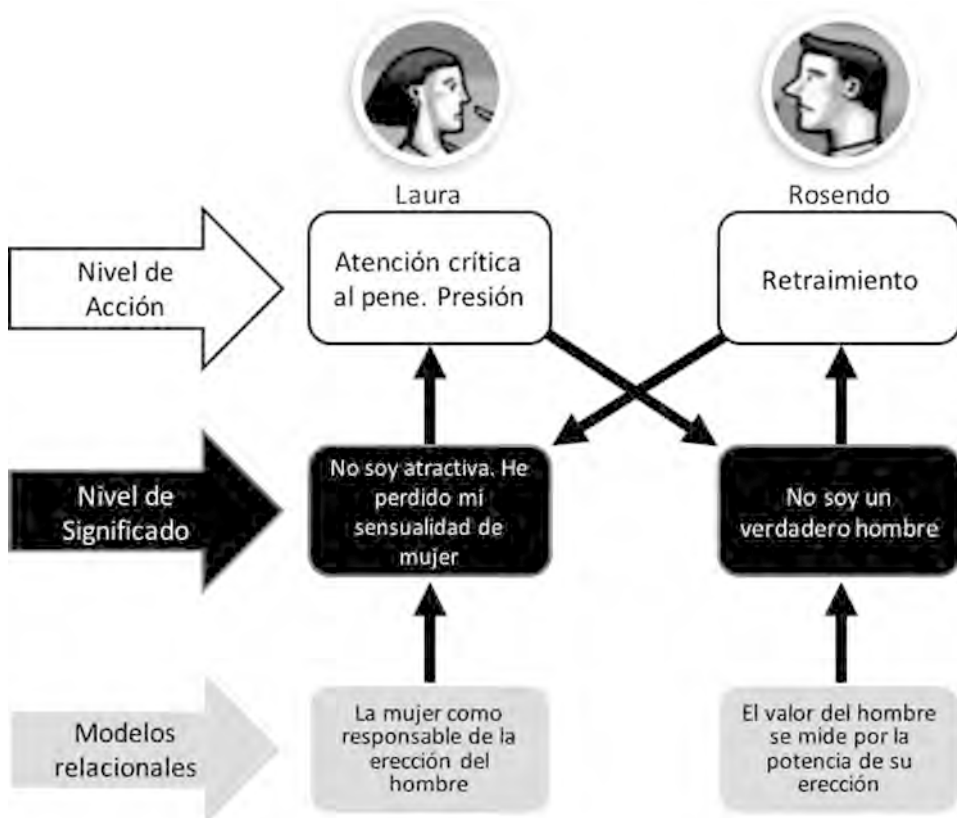 Laura
Rosendo
Nivel de
Acción
Atención crítica
al pene. Presión
Retraimiento
Nivel de
Significado
No soy atractiva. He
perdido mi
sensualidad de
mujer
No soy un
verdadero hombre
Modelos
relacionales
La mujer como
responsable de la
erección del
hombre
El valor del hombre
se mide por la
potencia de su
erección